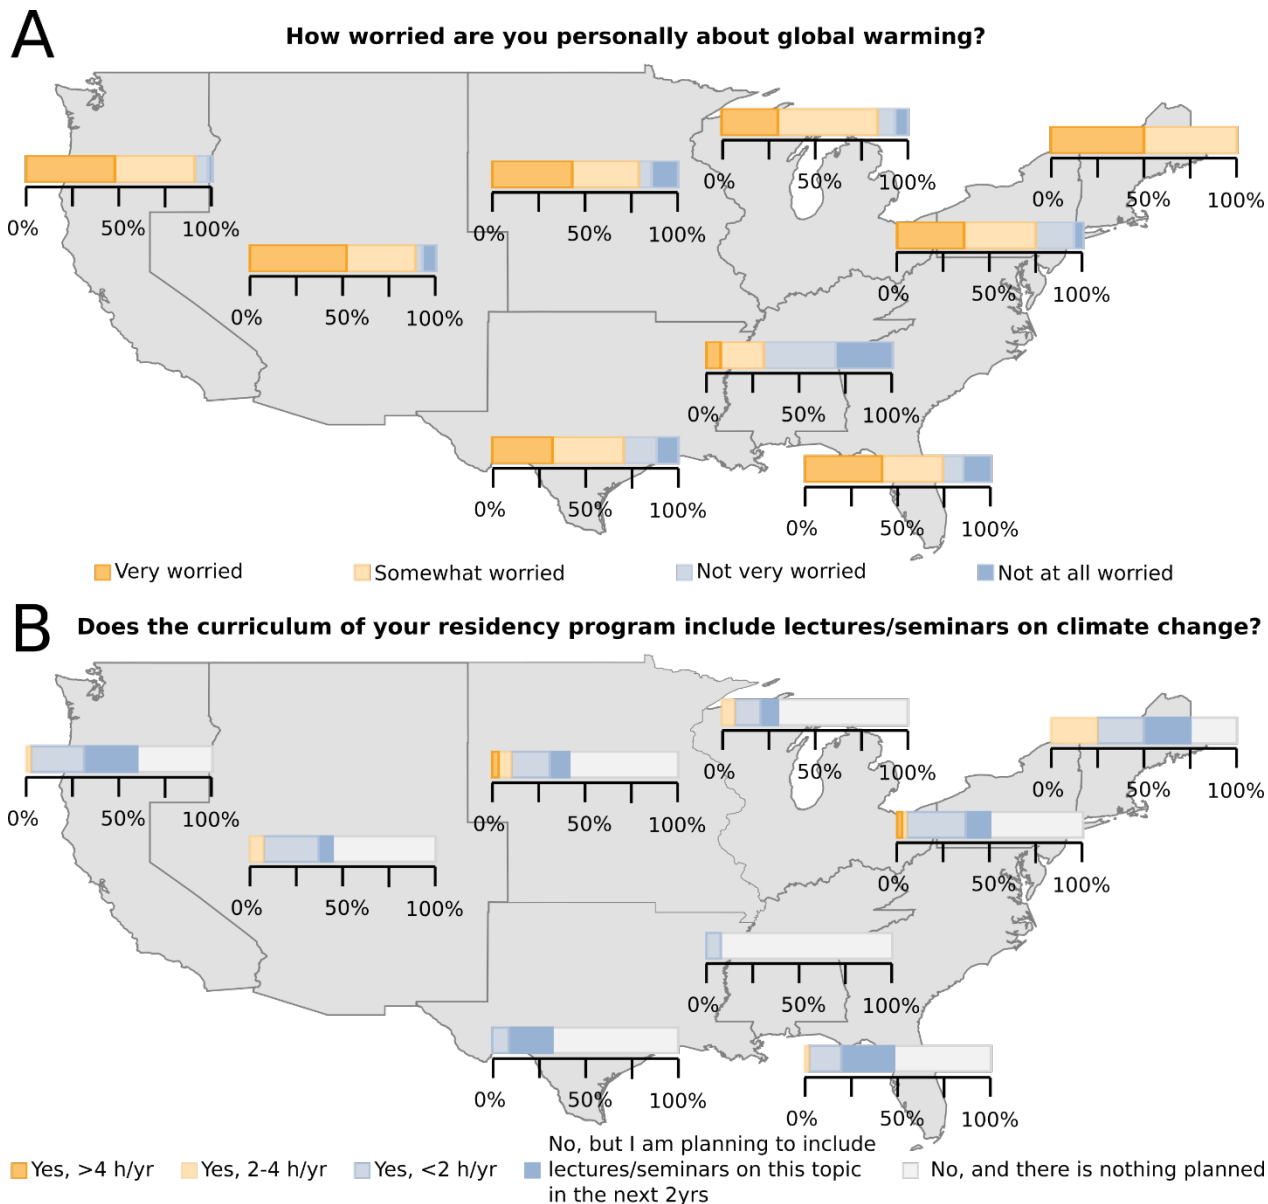 A
How worried are you personally about global warming?
0% 50% 100%
0% 50% 100%
0% 50% 100%
0% 50% 100%
0% 50% 100%
0% 50% 100%
0% 50% 100%
0% 50% 100%
0% 50% 100%
Very worried
Somewhat worried
Not very worried
Not at all worried
B
Does the curriculum of your residency program include lectures/seminars on climate change?
0% 50% 100%
0% 50% 100%
0% 50% 100%
0% 50% 100%
0% 50% 100%
0% 50% 100%
0% 50% 100%
0% 50% 100%
0% 50% 100%
Yes, >4 h/yr
Yes, 2-4 h/yr
Yes, <2 h/yr
No, but I am planning to include
lectures/seminars on this topic
in the next 2yrs
No, and there is nothing planned